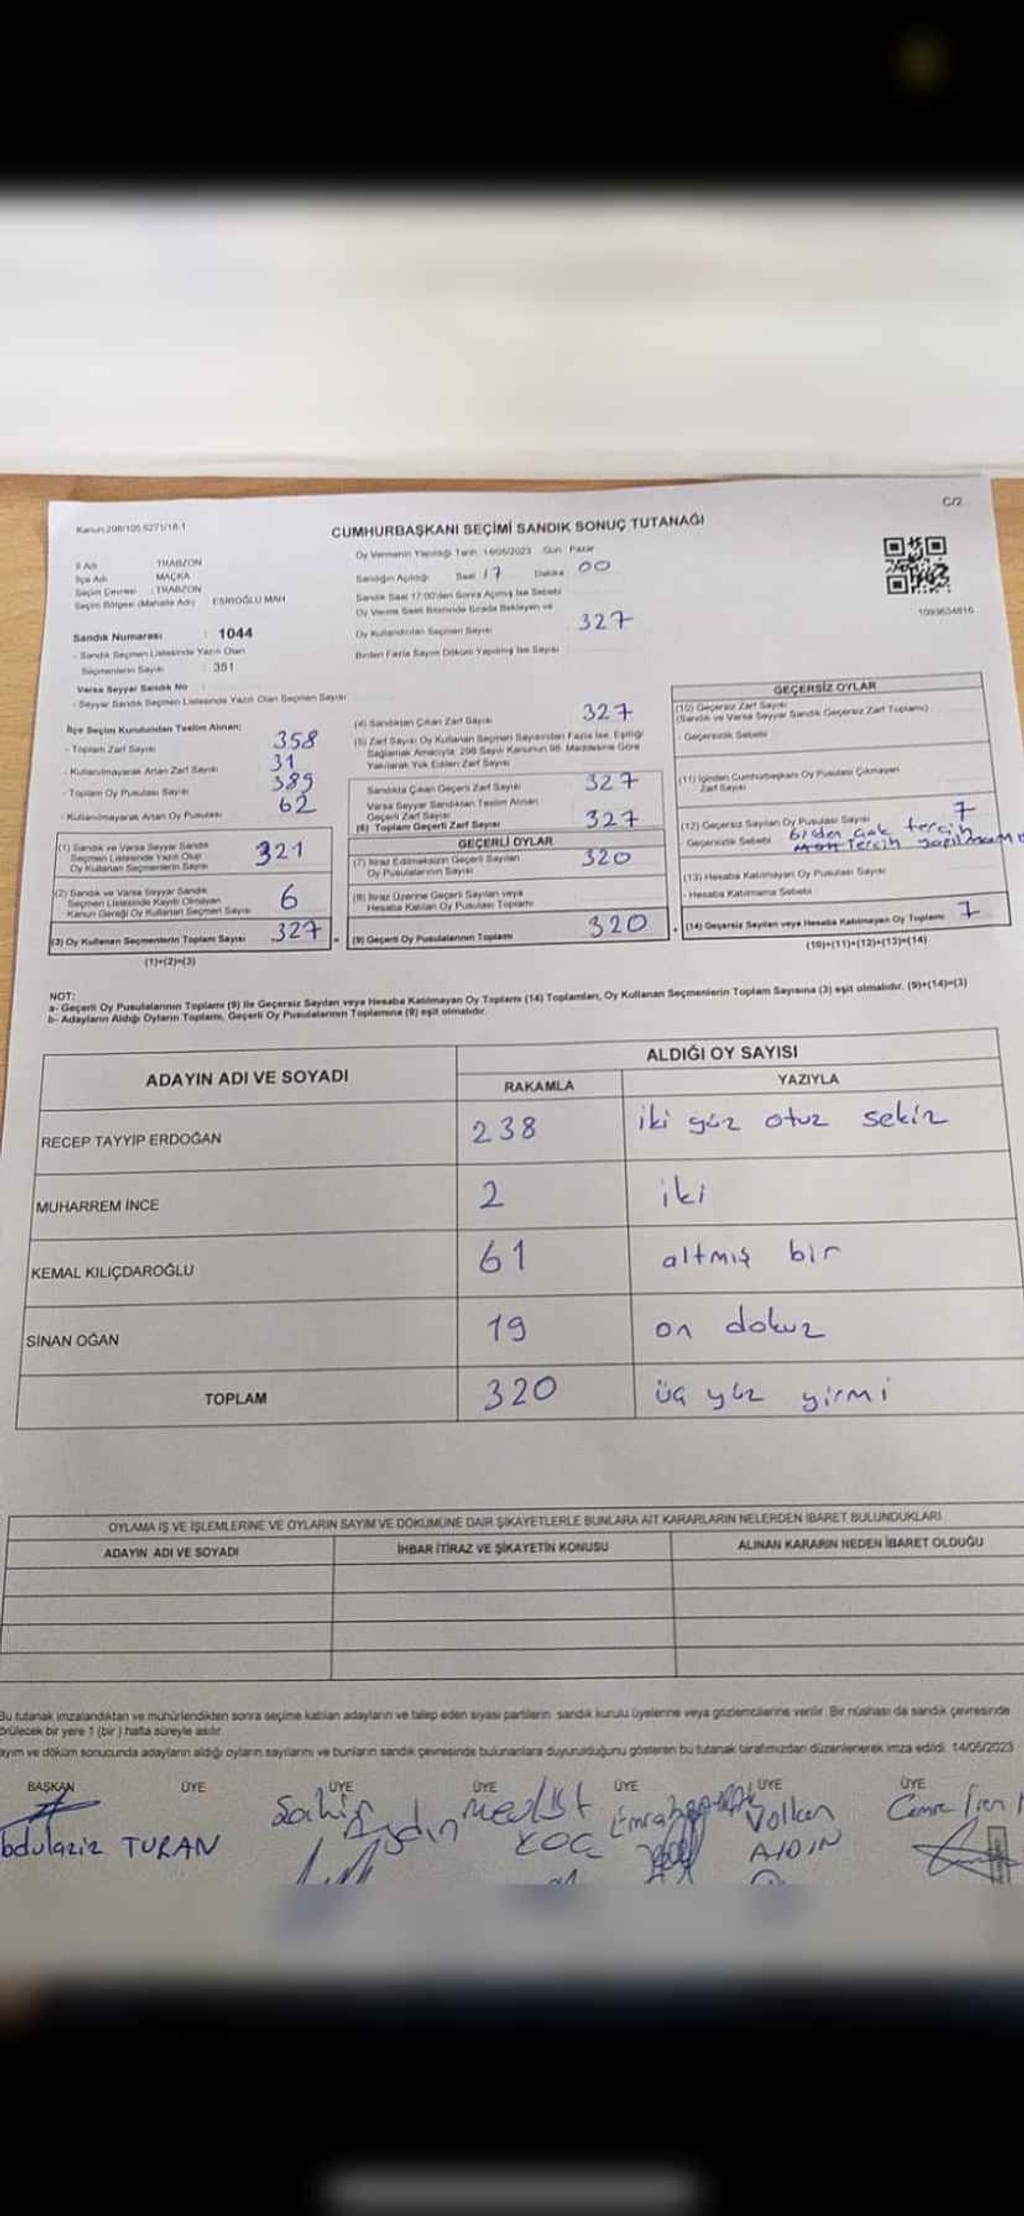 Kanun 298/105 6271/18-1
C/2
CUMHURBAŞKANI SEÇİMİ SANDIK SONUÇ TUTANAĞI
İl Adı TRABZON
İlçe Adı MAÇKA
Seçim Çevresi : TRABZON
Seçim Bölgesi (Mahalle Adı) ESİROĞLU MAH
Sandık Numarası : 1044
- Sandık Seçmen Listesinde Yazılı Olan
Seçmenlerin Sayısı : 351
Varsa Seyyar Sandık No
- Seyyar Sandık Seçmen Listesinde Yazılı Olan Seçmen Sayısı
Oy Vermenin Yapıldığı Tarih 14/05/2023 Gün Pazar
Sandığın Açıldığı Saat 17 Dakika 00
Sandık Saat 17:00'den Sonra Açılmış İse Sebebi
Oy Verme Saati Bitiminde Sırada Bekleyen ve
Oy Kullandırılan Seçmen Sayısı 327
Birden Fazla Sayım Döküm Yapılmış İse Sayısı
1093634816
İlçe Seçim Kurulundan Teslim Alınan:
- Toplam Zarf Sayısı 358
- Kullanılmayarak Artan Zarf Sayısı 31
- Toplam Oy Pusulası Sayısı 389
- Kullanılmayarak Artan Oy Pusulası 62
(1) Sandık ve Varsa Seyyar Sandık
Seçmen Listesinde Yazılı Olup
Oy Kullanan Seçmenlerin Sayısı 321
(2) Sandık ve Varsa Seyyar Sandık
Seçmen Listesinde Kayıtlı Olmayan
Kanun Gereği Oy Kullanan Seçmen Sayısı 6
(3) Oy Kullanan Seçmenlerin Toplam Sayısı 327
(1)+(2)=(3)
(4) Sandıktan Çıkan Zarf Sayısı 327
(5) Zarf Sayısı Oy Kullanan Seçmen Sayısından Fazla İse, Eşitliği
Sağlamak Amacıyla, 298 Sayılı Kanunun 98. Maddesine Göre
Yakılarak Yok Edilen Zarf Sayısı
Sandıkta Çıkan Geçerli Zarf Sayısı 327
Varsa Seyyar Sandıktan Teslim Alınan
Geçerli Zarf Sayısı
(6) Toplam Geçerli Zarf Sayısı 327
GEÇERLİ OYLAR
(7) İtiraz Edilmeksizin Geçerli Sayılan
Oy Pusulalarının Sayısı 320
(8) İtiraz Üzerine Geçerli Sayılan veya
Hesaba Katılan Oy Pusulası Toplamı
(9) Geçerli Oy Pusulalarının Toplamı 320
GEÇERSİZ OYLAR
(10) Geçersiz Zarf Sayısı
(Sandık ve Varsa Seyyar Sandık Geçersiz Zarf Toplamı)
- Geçersizlik Sebebi
(11) İçinden Cumhurbaşkanı Oy Pusulası Çıkmayan
Zarf Sayısı
(12) Geçersiz Sayılan Oy Pusulası Sayısı 7
Geçersizlik Sebebi birden çok tercih
Tercih
(13) Hesaba Katılmayan Oy Pusulası Sayısı
- Hesaba Katılmama Sebebi
(14) Geçersiz Sayılan veya Hesaba Katılmayan Oy Toplamı 7
(10)+(11)+(12)+(13)=(14)
NOT:
a- Geçerli Oy Pusulalarının Toplamı (9) ile Geçersiz Sayılan veya Hesaba Katılmayan Oy Toplamı (14) Toplamları, Oy Kullanan Seçmenlerin Toplam Sayısına (3) eşit olmalıdır. (9)+(14)=(3)
b- Adayların Aldığı Oyların Toplamı, Geçerli Oy Pusulalarının Toplamına (9) eşit olmalıdır.
ADAYIN ADI VE SOYADI
ALDIĞI OY SAYISI
RAKAMLA YAZIYLA
RECEP TAYYİP ERDOĞAN 238 iki yüz otuz sekiz
MUHARREM İNCE 2 iki
KEMAL KILIÇDAROĞLU 61 altmış bir
SİNAN OĞAN 19 on dokuz
TOPLAM 320 üç yüz yirmi
OYLAMA İŞ VE İŞLEMLERİNE VE OYLARIN SAYIM VE DÖKÜMÜNE DAİR ŞİKAYETLERLE BUNLARA AİT KARARLARIN NELERDEN İBARET BULUNDUKLARI
ADAYIN ADI VE SOYADI İHBAR İTİRAZ VE ŞİKAYETİN KONUSU ALINAN KARARIN NEDEN İBARET OLDUĞU
Bu tutanak imzalandıktan ve mühürlendikten sonra seçime katılan adayların ve talep eden siyasi partilerin sandık kurulu üyelerine veya gözlemcilerine verilir. Bir nüshası da sandık çevresinde
örülecek bir yere 1 (bir) hafta süreyle asılır.
ayım ve döküm sonucunda adayların aldığı oyların sayılarını ve bunların sandık çevresinde bulunanlara duyurulduğunu gösteren bu tutanak tarafımızdan düzenlenerek imza edildi. 14/05/2023
BAŞKAN ÜYE ÜYE ÜYE ÜYE ÜYE ÜYE
bdulaziz TURAN
Şahin Aydın
Mevlüt KOÇ
Volkan AYDIN